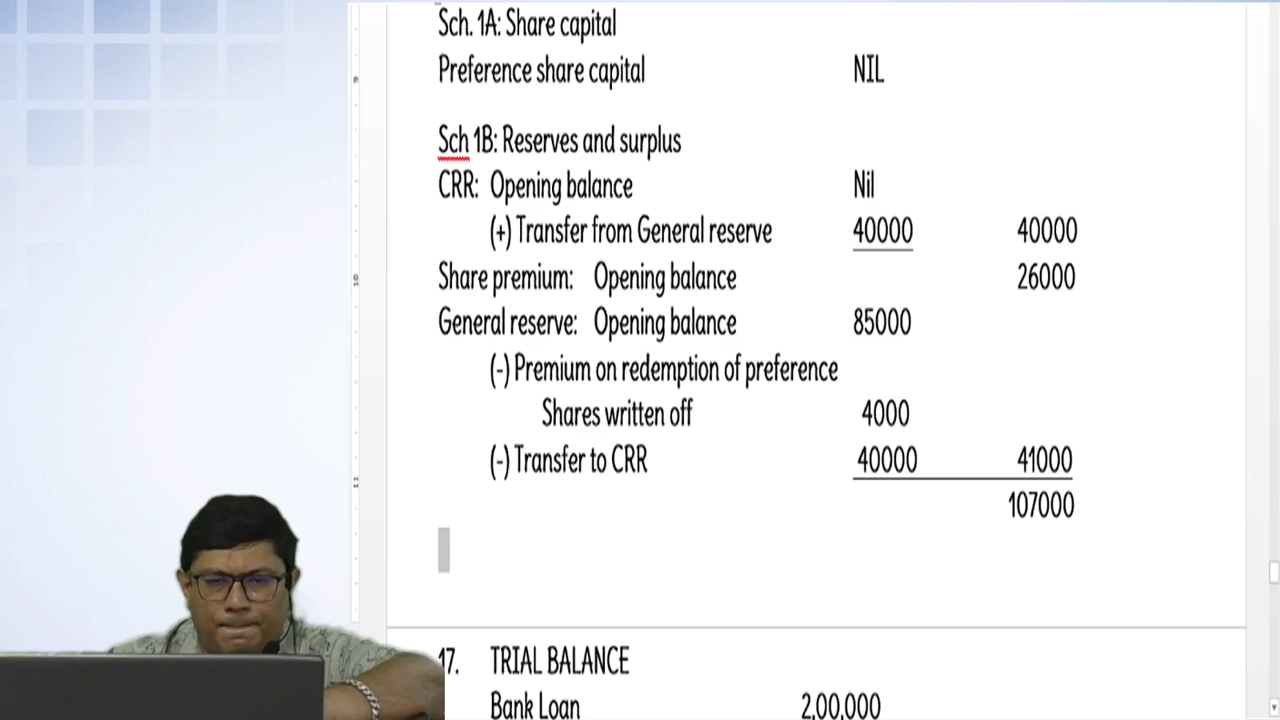 Sch. 1A: Share capital
Preference share capital NIL
Sch 1B: Reserves and surplus
CRR: Opening balance Nil
(+) Transfer from General reserve 40000 40000
Share premium: Opening balance 26000
General reserve: Opening balance 85000
(-) Premium on redemption of preference
Shares written off 4000
(-) Transfer to CRR 40000 41000
107000
17. TRIAL BALANCE
Bank Loan 2,00,000